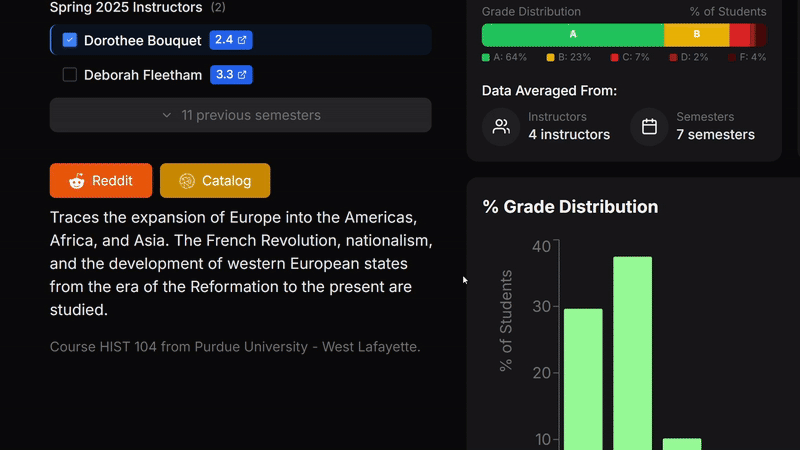 Spring 2025 Instructors (2)
Dorothee Bouquet 2.4
Deborah Fleetham 3.3
11 previous semesters
Reddit Catalog
Traces the expansion of Europe into the Americas,
Africa, and Asia. The French Revolution, nationalism,
and the development of western European states
from the era of the Reformation to the present are
studied.
Course HIST 104 from Purdue University - West Lafayette.
Grade Distribution % of Students
A B
A: 64% B: 23% C: 7% D: 2% F: 4%
Data Averaged From:
Instructors
4 instructors
Semesters
7 semesters
% Grade Distribution
% of Students
40
30
20
10